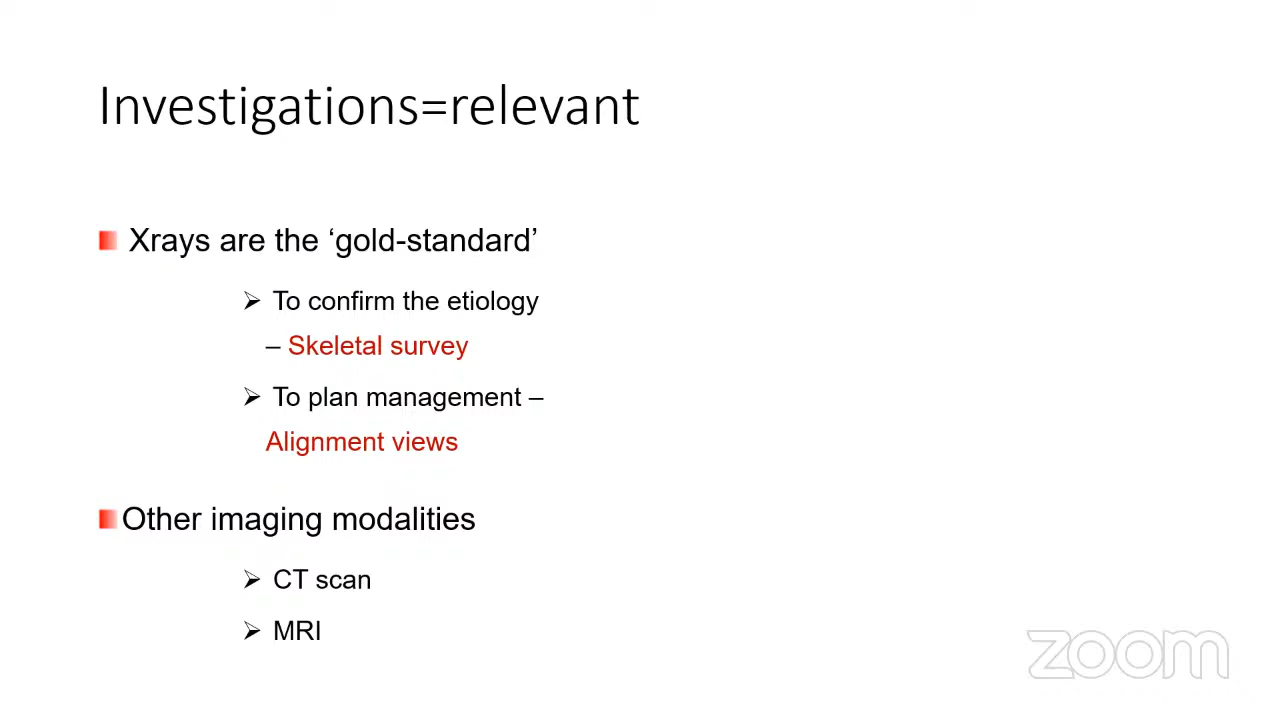 Investigations=relevant
Xrays are the ‘gold-standard’
➢ To confirm the etiology
– Skeletal survey
➢ To plan management –
Alignment views
Other imaging modalities
➢ CT scan
➢ MRI
zoom